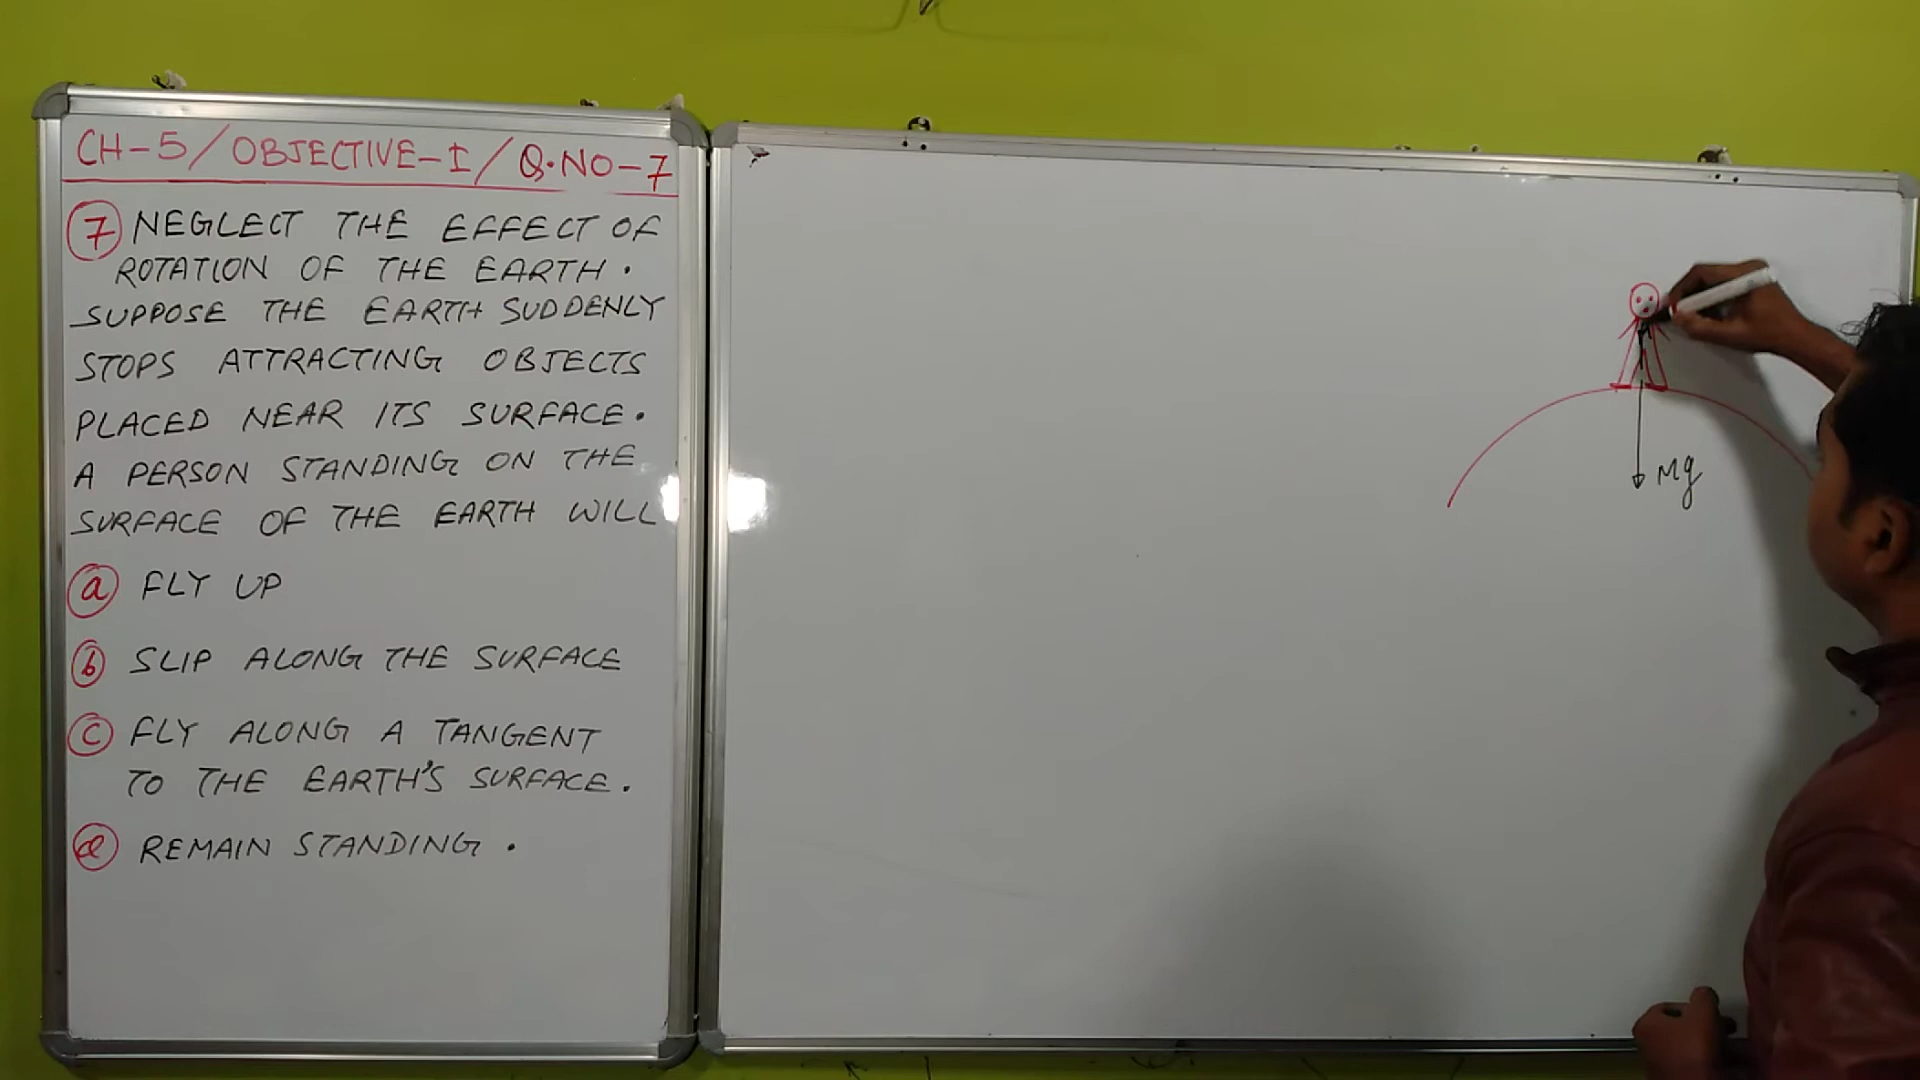 CH-5/OBJECTIVE-I/Q.NO-7
7 NEGLECT THE EFFECT OF
ROTATION OF THE EARTH.
SUPPOSE THE EARTH SUDDENLY
STOPS ATTRACTING OBJECTS
PLACED NEAR ITS SURFACE.
A PERSON STANDING ON THE
SURFACE OF THE EARTH WILL
a FLY UP
b SLIP ALONG THE SURFACE
c FLY ALONG A TANGENT
TO THE EARTH'S SURFACE.
d REMAIN STANDING.
Mg